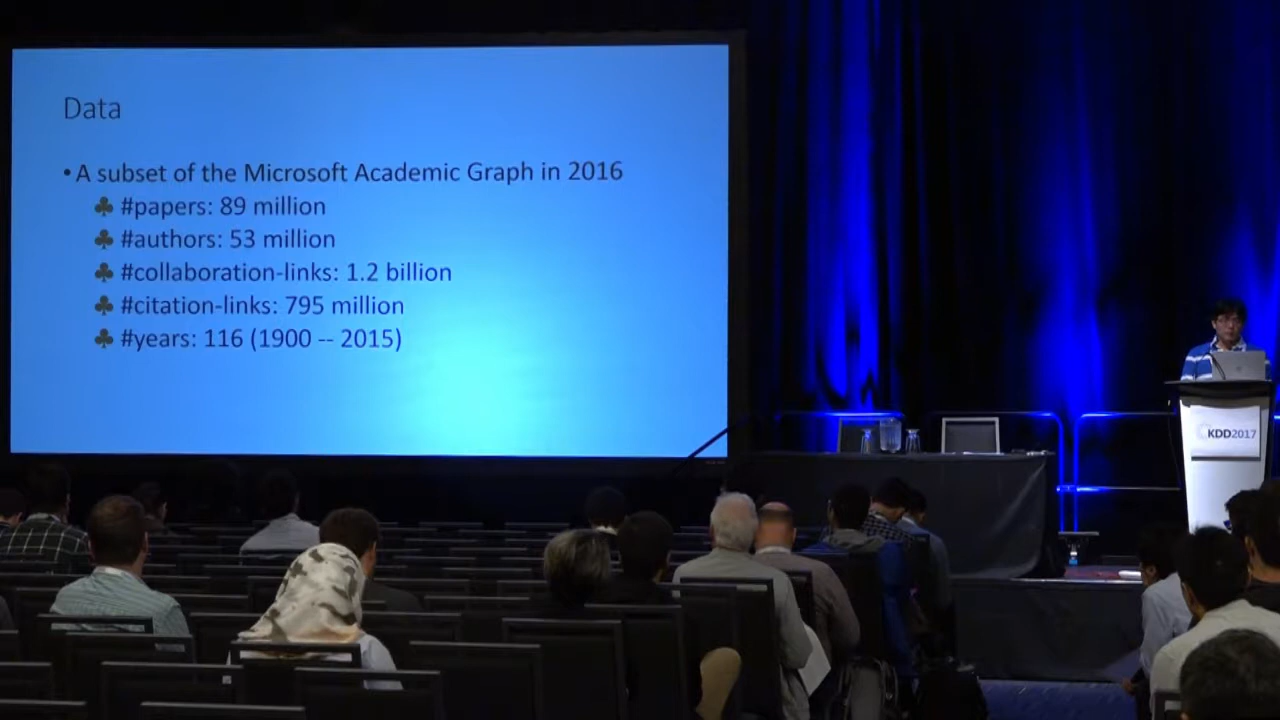 Data
•A subset of the Microsoft Academic Graph in 2016
♣ #papers: 89 million
♣ #authors: 53 million
♣ #collaboration-links: 1.2 billion
♣ #citation-links: 795 million
♣ #years: 116 (1900 -- 2015)
KDD2017